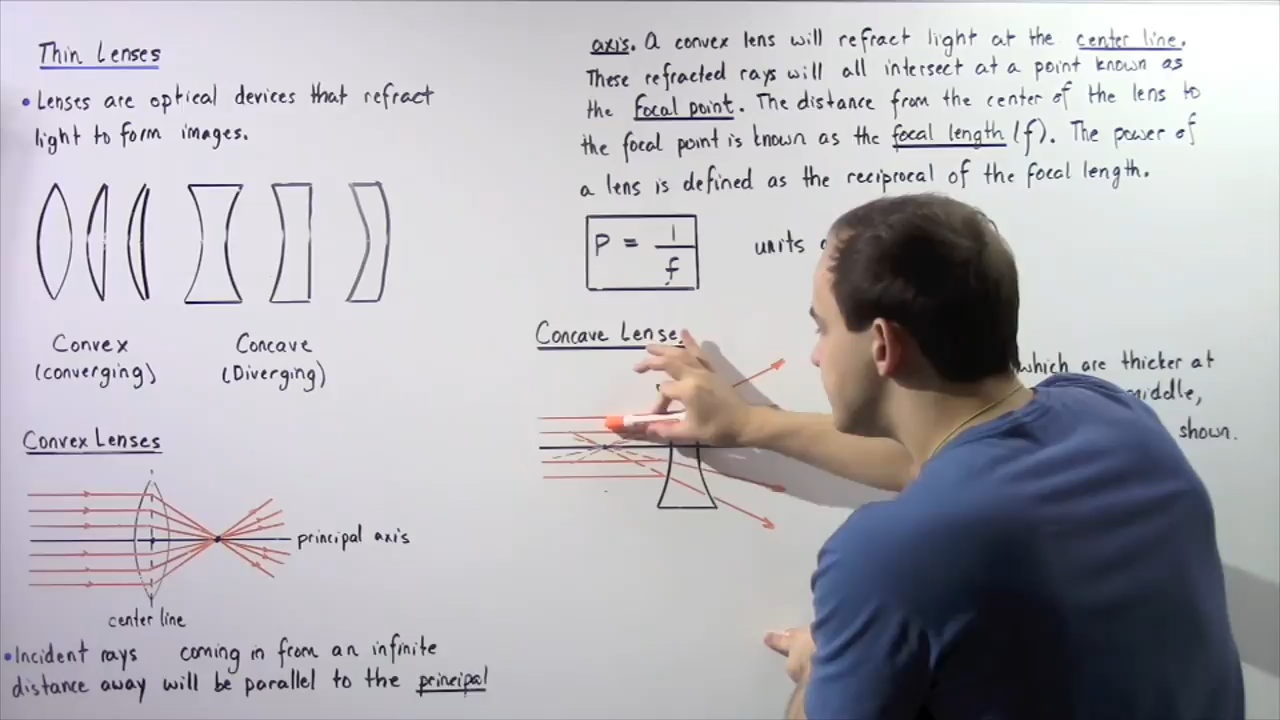 Thin Lenses
• Lenses are optical devices that refract
light to form images.
Convex
(converging)
Concave
(Diverging)
Convex Lenses
principal axis
center line
• Incident rays coming in from an infinite
distance away will be parallel to the principal
axis. A convex lens will refract light at the center line.
These refracted rays will all intersect at a point known as
the focal point. The distance from the center of the lens to
the focal point is known as the focal length (f). The power of
a lens is defined as the reciprocal of the focal length.
P = 1/f
units
Concave Lense
which are thicker at
middle,
shown.